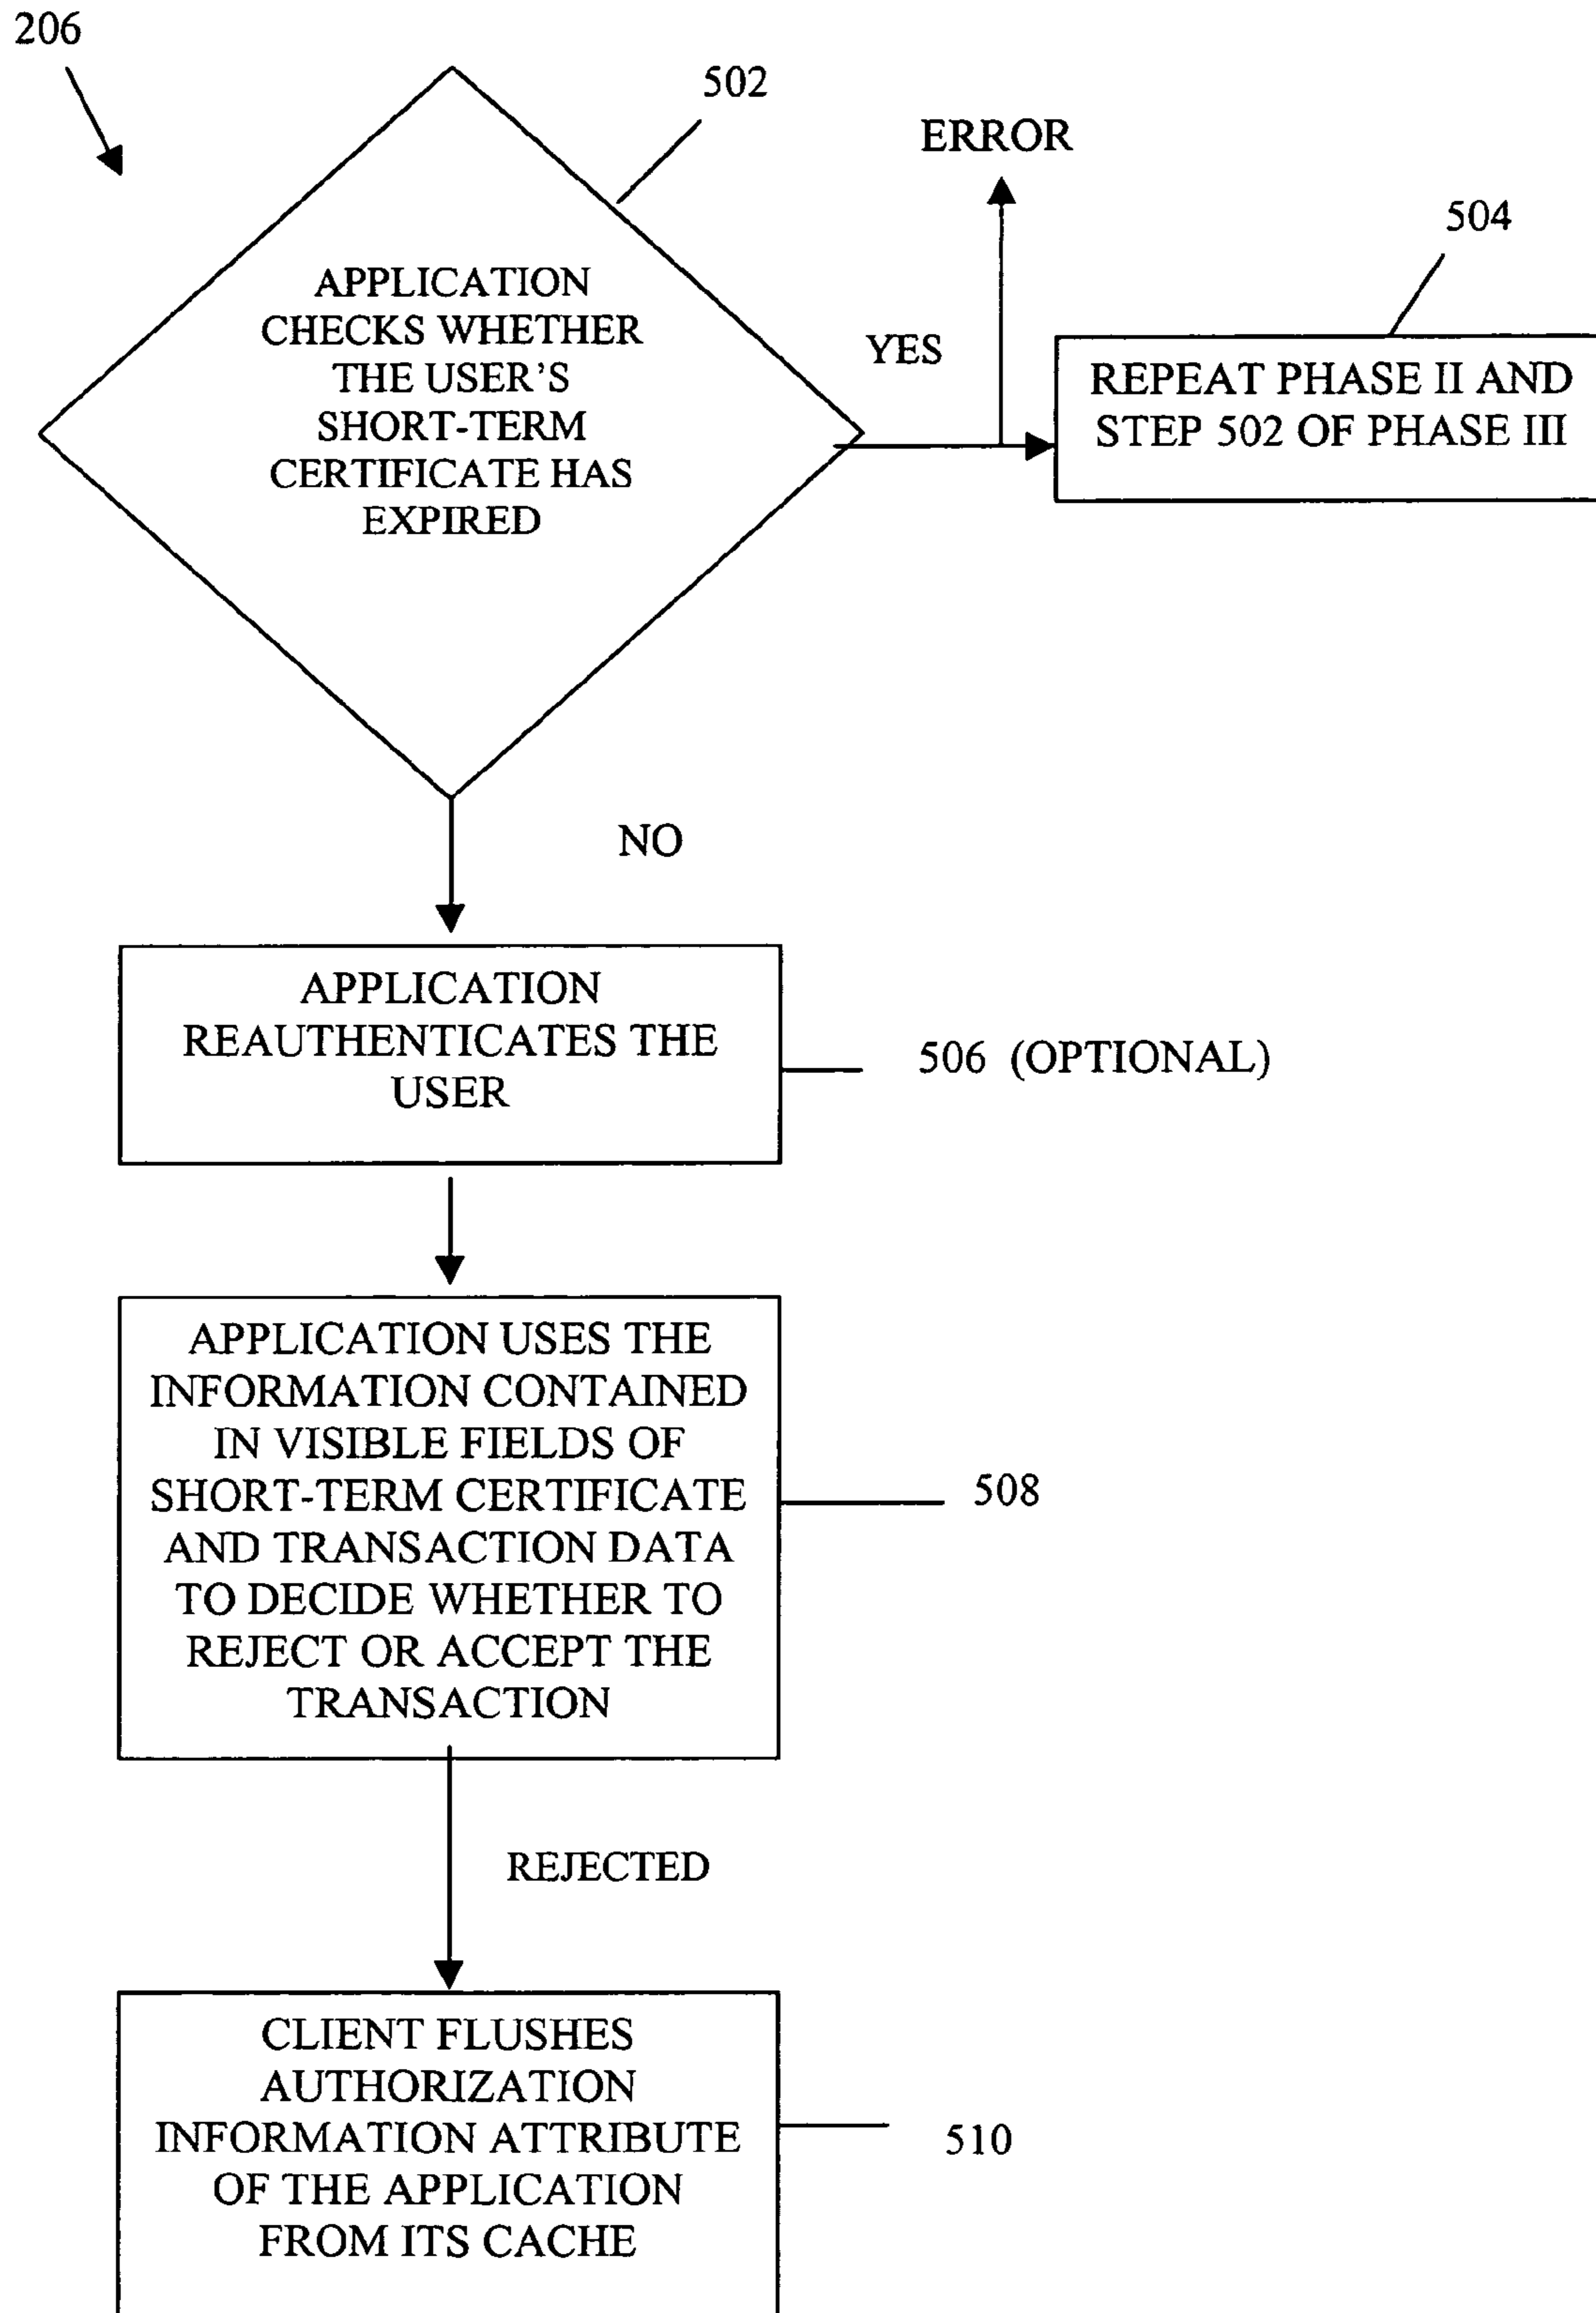 206
502
ERROR
504
APPLICATION
CHECKS WHETHER
THE USER'S
SHORT-TERM
CERTIFICATE HAS
EXPIRED
YES
REPEAT PHASE II AND
STEP 502 OF PHASE III
NO
APPLICATION
REAUTHENTICATES THE
USER
506 (OPTIONAL)
APPLICATION USES THE
INFORMATION CONTAINED
IN VISIBLE FIELDS OF
SHORT-TERM CERTIFICATE
AND TRANSACTION DATA
TO DECIDE WHETHER TO
REJECT OR ACCEPT THE
TRANSACTION
508
REJECTED
CLIENT FLUSHES
AUTHORIZATION
INFORMATION ATTRIBUTE
OF THE APPLICATION
FROM ITS CACHE
510